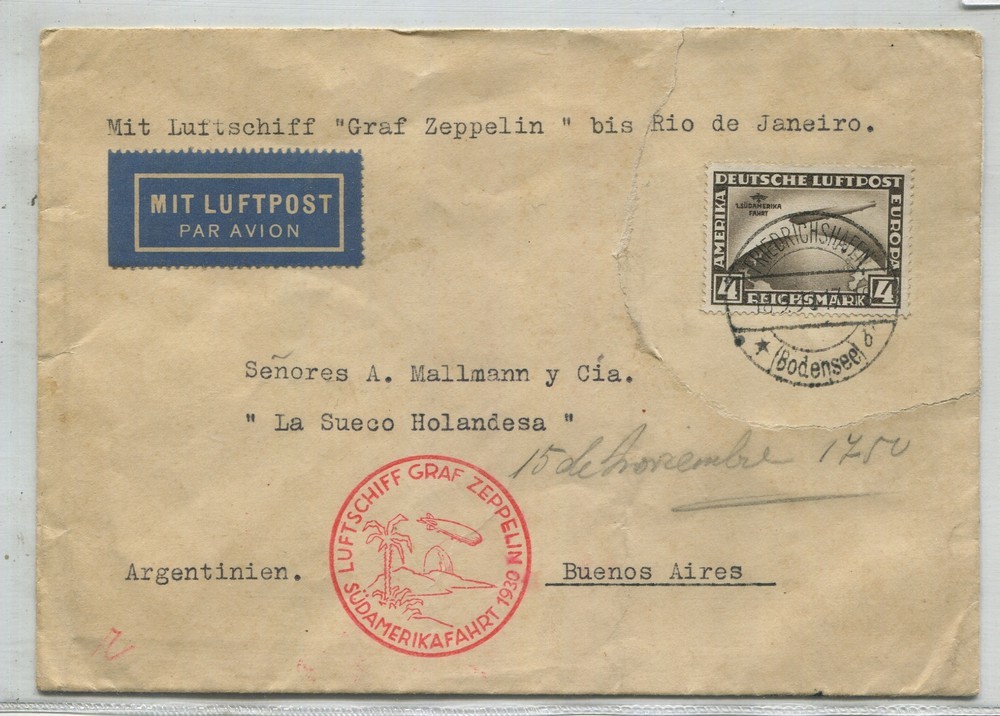 Mit Luftschiff "Graf Zeppelin " bis Rio de Janeiro.
MIT LUFTPOST
PAR AVION
DEUTSCHE LUFTPOST
AMERIKA
EUROPA
1.SÜDAMERIKA
FAHRT
4 REICHSMARK 4
FRIEDRICHSHAFEN
(Bodensee)
Señores A. Mallmann y Cía.
" La Sueco Holandesa "
15 de Noviembre 1750
LUFTSCHIFF GRAF ZEPPELIN
SÜDAMERIKAFAHRT 1930
Argentinien.
Buenos Aires